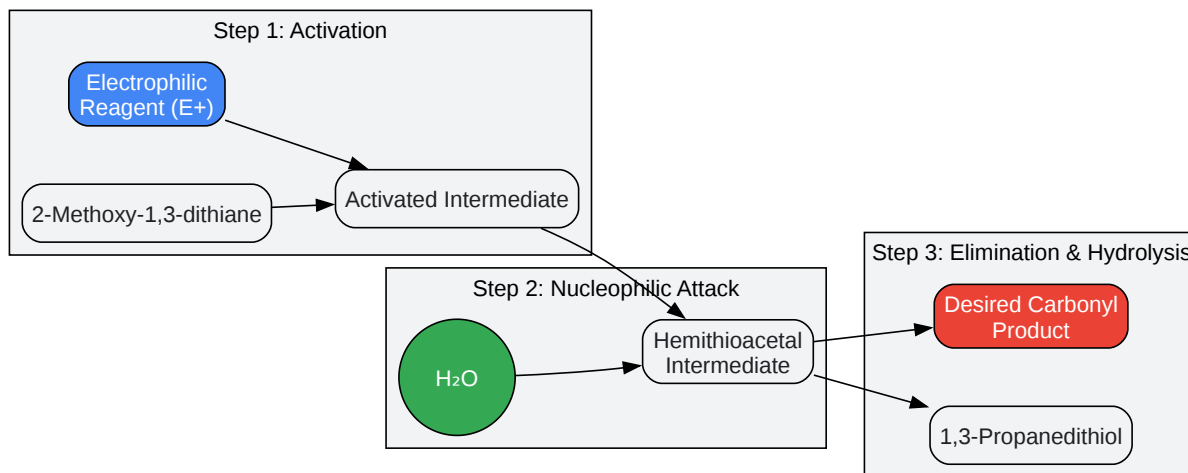 Step 1: Activation
Electrophilic
Reagent (E+)
2-Methoxy-1,3-dithiane
Activated Intermediate
Step 2: Nucleophilic Attack
H₂O
Hemithioacetal
Intermediate
Step 3: Elimination & Hydrolysis
Desired Carbonyl
Product
1,3-Propanedithiol